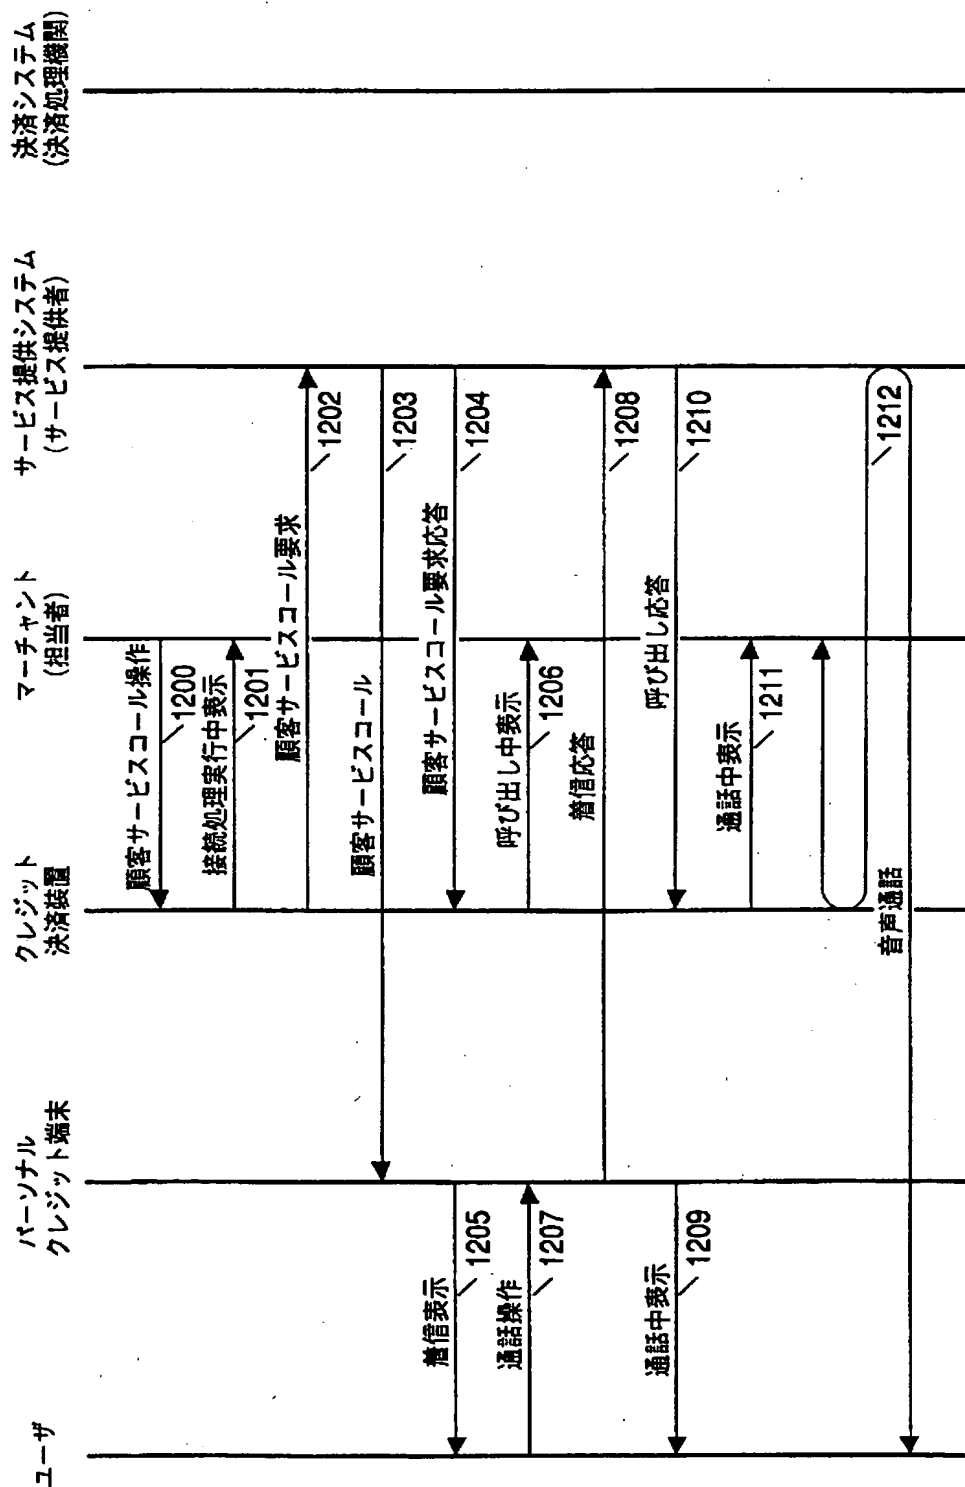 ユーザ
パーソナル
クレジット端末
クレジット
決済装置
マーチャント
(担当者)
サービス提供システム
(サービス提供者)
決済システム
(決済処理機関)
顧客サービスコール操作
1200
接続処理実行中表示
1201
顧客サービスコール要求
1202
顧客サービスコール
1203
顧客サービスコール要求応答
1204
着信表示
1205
呼び出し中表示
1206
通話操作
1207
着信応答
1208
通話中表示
1209
呼び出し応答
1210
通話中表示
1211
音声通話
1212